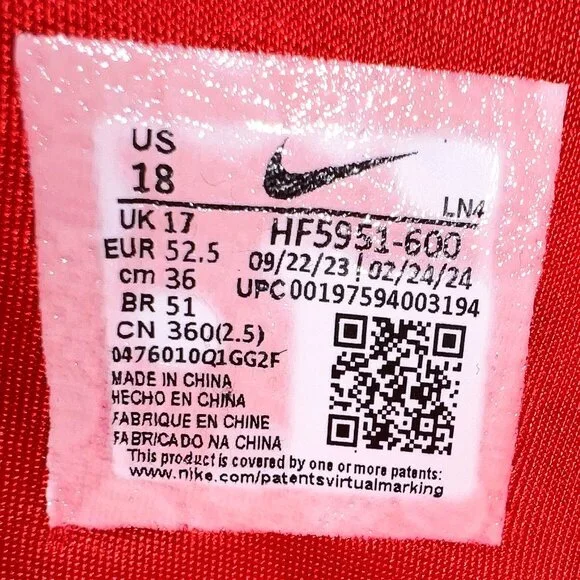 US
18
LN4
UK 17
EUR 52.5
cm 36
BR 51
CN 360(2.5)
HF5951-600
09/22/23 | 02/24/24
UPC00197594003194
0476010Q1GG2F
MADE IN CHINA
HECHO EN CHINA
FABRIQUE EN CHINE
FABRICADO NA CHINA
This product is covered by one or more patents:
www.nike.com/patentsvirtualmarking